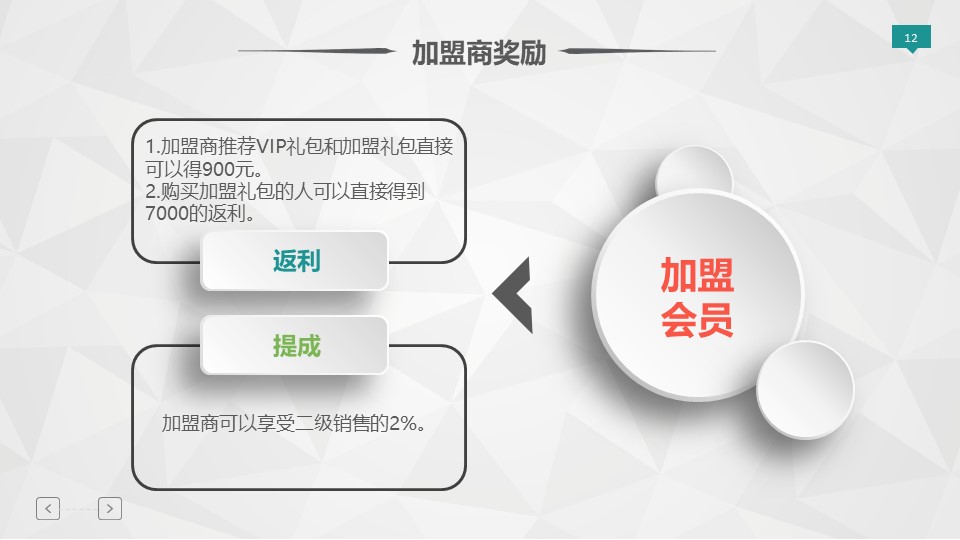 加盟商奖励
12
1.加盟商推荐VIP礼包和加盟礼包直接
可以得900元。
2.购买加盟礼包的人可以直接得到
7000的返利。
返利
提成
加盟商可以享受二级销售的2%。
加盟
会员